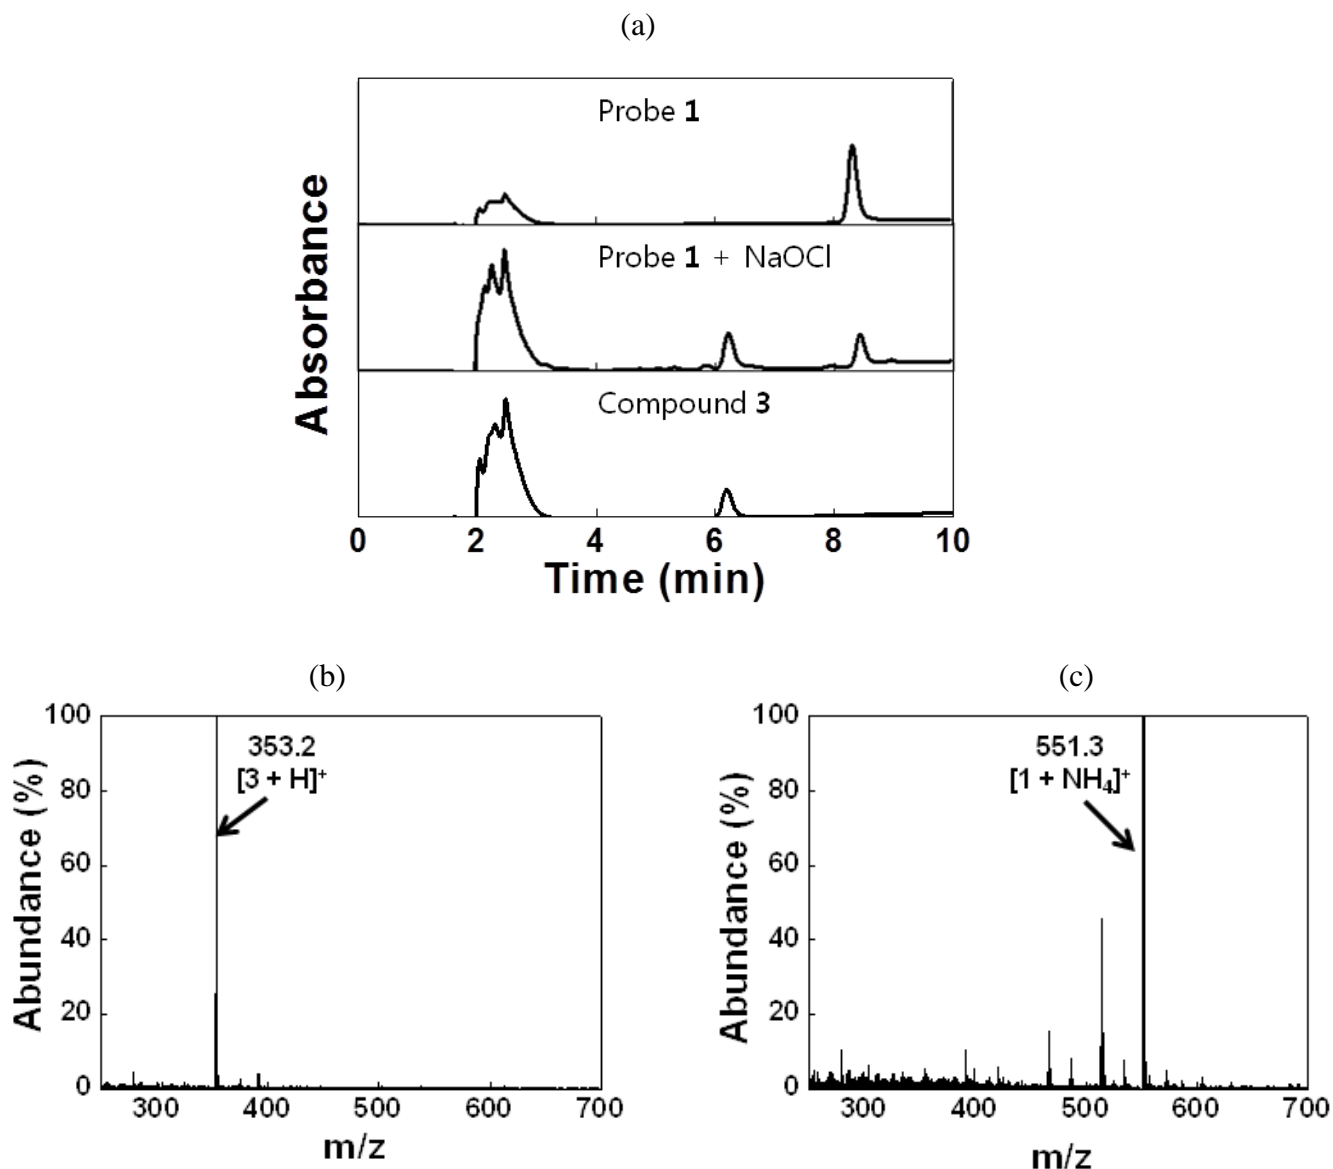 (a)
Probe 1
Probe 1 + NaOCl
Compound 3
Absorbance
0 2 4 6 8 10
Time (min)
(b)
100
80
60
40
20
0
353.2
[3 + H]⁺
Abundance (%)
300 400 500 600 700
m/z
(c)
100
80
60
40
20
0
551.3
[1 + NH₄]⁺
Abundance (%)
300 400 500 600 700
m/z